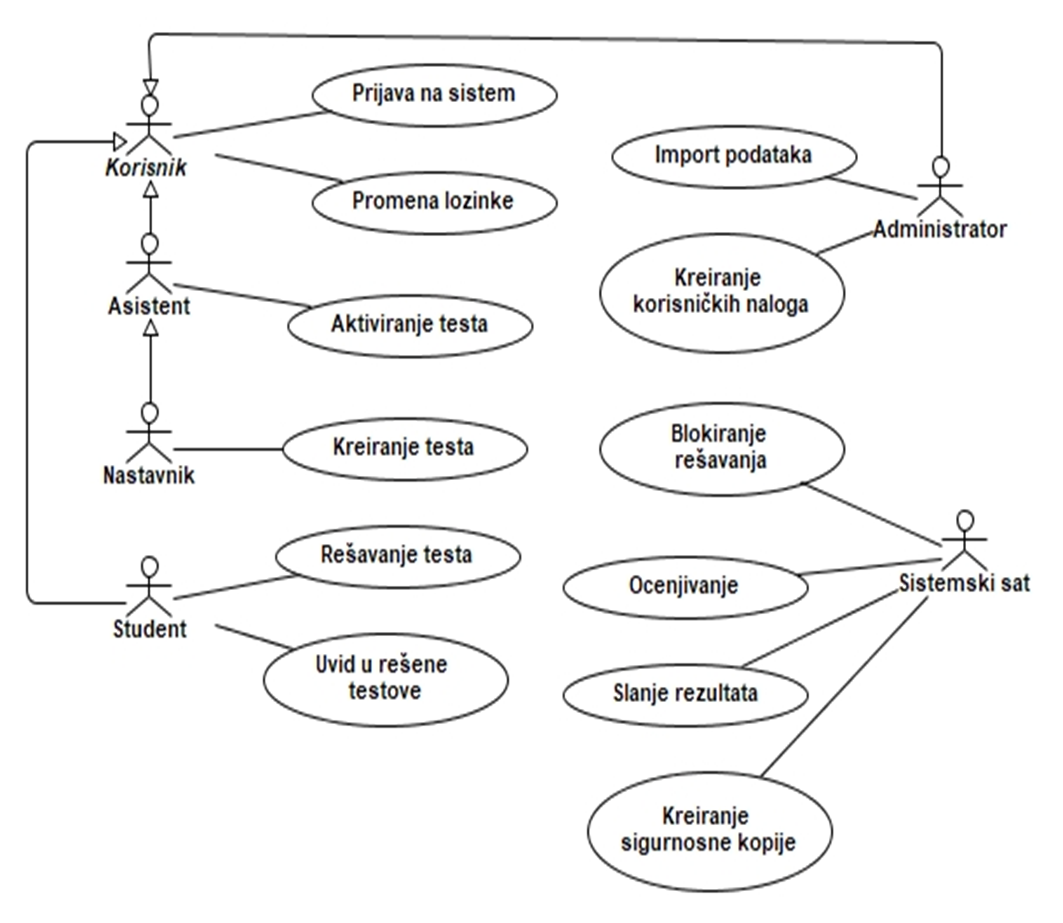 Prijava na sistem
Korisnik
Promena lozinke
Import podataka
Administrator
Kreiranje
korisničkih naloga
Asistent
Aktiviranje testa
Nastavnik
Kreiranje testa
Blokiranje
rešavanja
Student
Rešavanje testa
Uvid u rešene
testove
Ocenjivanje
Sistemski sat
Slanje rezultata
Kreiranje
sigurnosne kopije